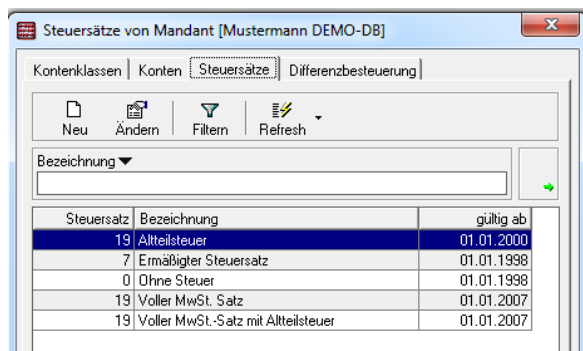 Steuersätze von Mandant [Mustermann DEMO-DB]
Kontenklassen Konten Steuersätze Differenzbesteuerung
Neu Ändern Filtern Refresh
Bezeichnung
Steuersatz Bezeichnung gültig ab
19 Altteilsteuer 01.01.2000
7 Ermäßigter Steuersatz 01.01.1998
0 Ohne Steuer 01.01.1998
19 Voller MwSt. Satz 01.01.2007
19 Voller MwSt.-Satz mit Altteilsteuer 01.01.2007